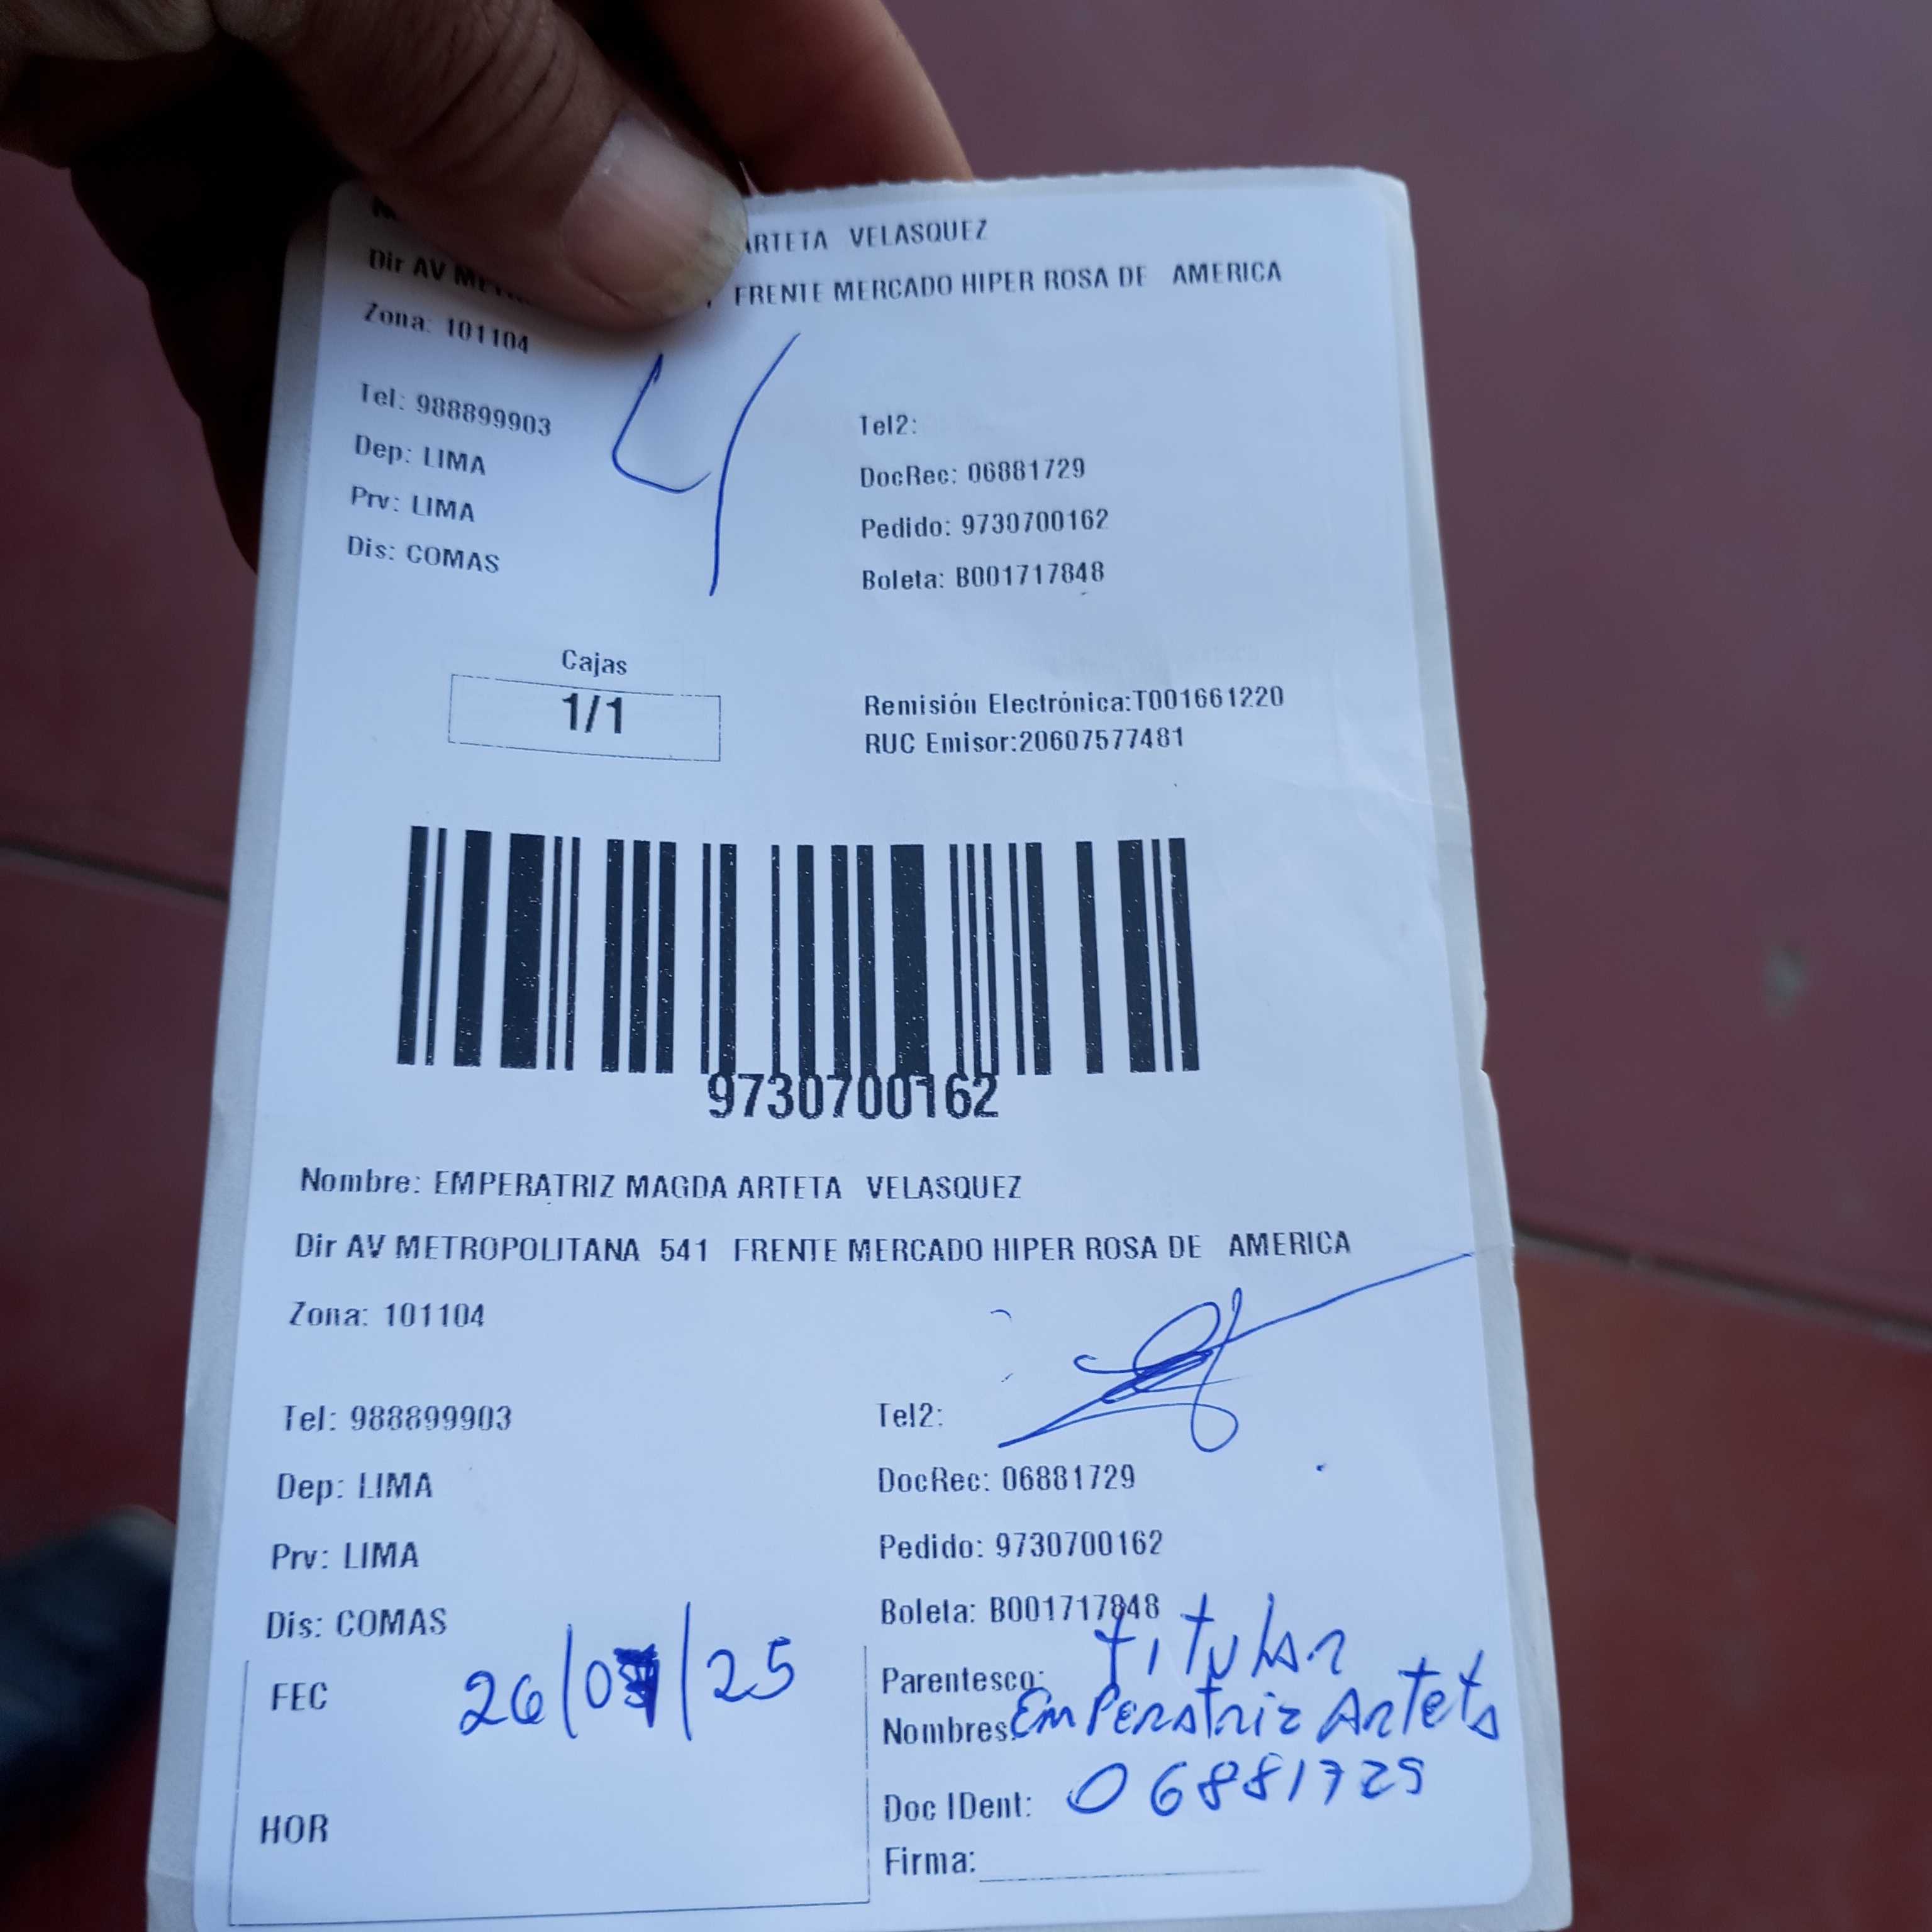 ARTETA VELASQUEZ
Dir AV FRENTE MERCADO HIPER ROSA DE AMERICA
Zona: 101104
4
Tel: 988899903
Tel2:
Dep: LIMA
DocRec: 06881729
Prv: LIMA
Pedido: 9730700162
Dis: COMAS
Boleta: B001717848
Cajas
1/1
Remisión Electrónica:T001661220
RUC Emisor:20607577481
9730700162
Nombre: EMPERATRIZ MAGDA ARTETA VELASQUEZ
Dir AV METROPOLITANA 541 FRENTE MERCADO HIPER ROSA DE AMERICA
Zona: 101104
Tel: 988899903
Tel2:
Dep: LIMA
DocRec: 06881729
Prv: LIMA
Pedido: 9730700162
Dis: COMAS
Boleta: B001717848
FEC
Parentesco: titular
Nombres: Emperatriz Arteta
Doc IDent: 06881729
HOR
Firma: